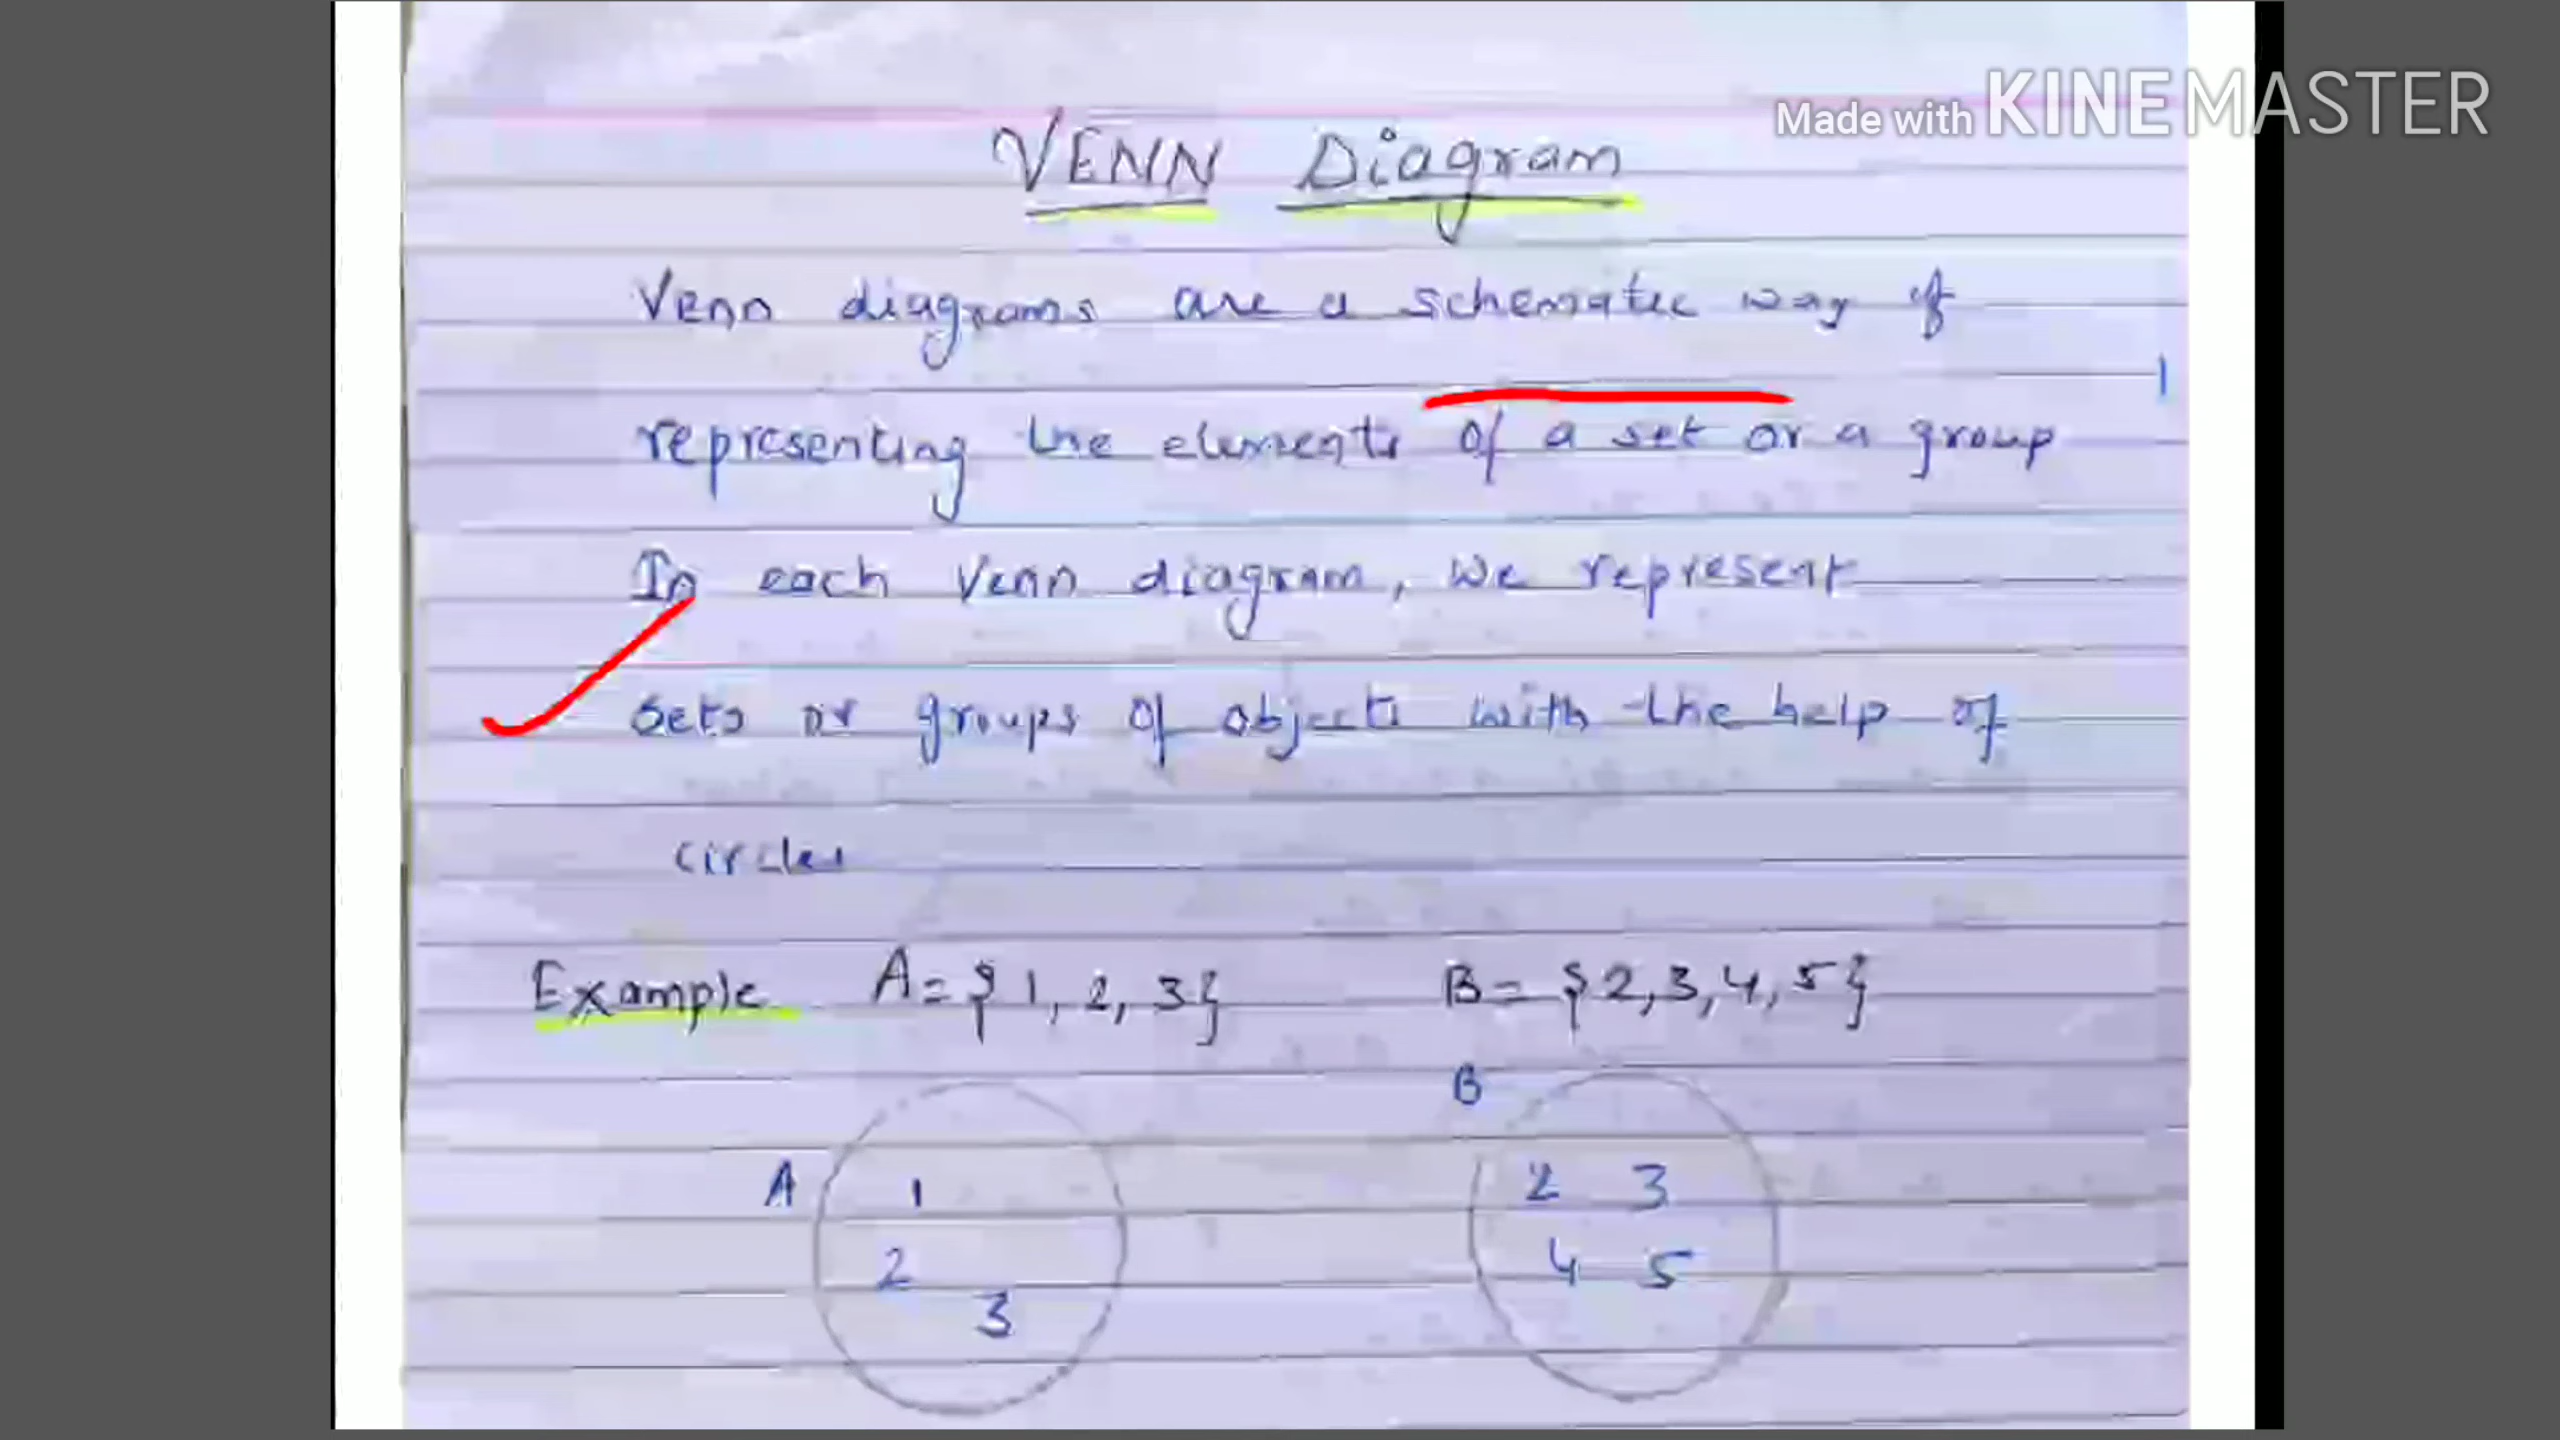 Made with KINEMASTER
VENN Diagram
Venn diagrams are a schematic way of
representing the elements of a set or a group
In each Venn diagram, we represent
sets or groups of objects with the help of
circles
Example A = {1, 2, 3} B = {2, 3, 4, 5}
B
A 1 2 3
2 4 5
3